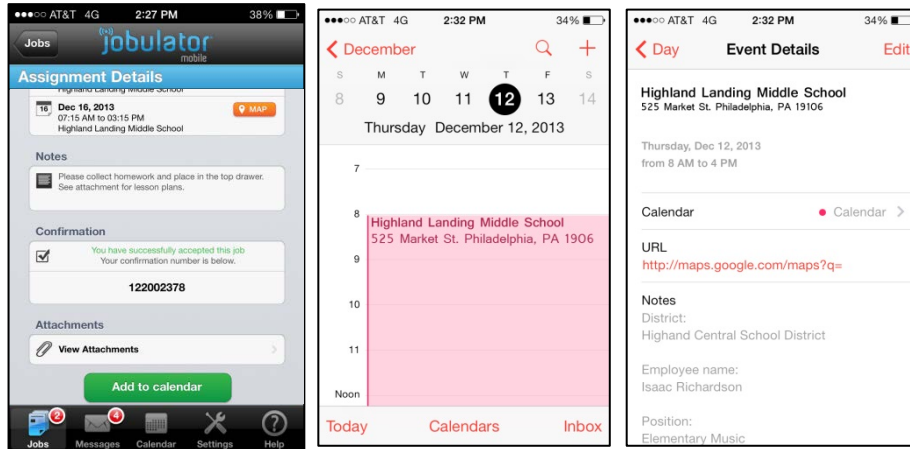 AT&T 4G 2:27 PM 38%
Jobs
jobulator
mobile
Assignment Details
Highland Landing Middle School
16 Dec 16, 2013
MAP
07:15 AM to 03:15 PM
Highland Landing Middle School
Notes
Please collect homework and place in the top drawer.
See attachment for lesson plans.
Confirmation
You have successfully accepted this job
Your confirmation number is below.
122002378
Attachments
View Attachments
Add to calendar
2 4
Jobs Messages Calendar Settings Help
AT&T 4G 2:32 PM 34%
December
S M T W T F S
8 9 10 11 12 13 14
Thursday December 12, 2013
7
8
Highland Landing Middle School
525 Market St. Philadelphia, PA 1906
9
10
11
Noon
Today Calendars Inbox
AT&T 4G 2:32 PM 34%
Day Event Details Edit
Highland Landing Middle School
525 Market St. Philadelphia, PA 19106
Thursday, Dec 12, 2013
from 8 AM to 4 PM
Calendar Calendar
URL
http://maps.google.com/maps?q=
Notes
District:
Highand Central School District
Employee name:
Isaac Richardson
Position:
Elementary Music